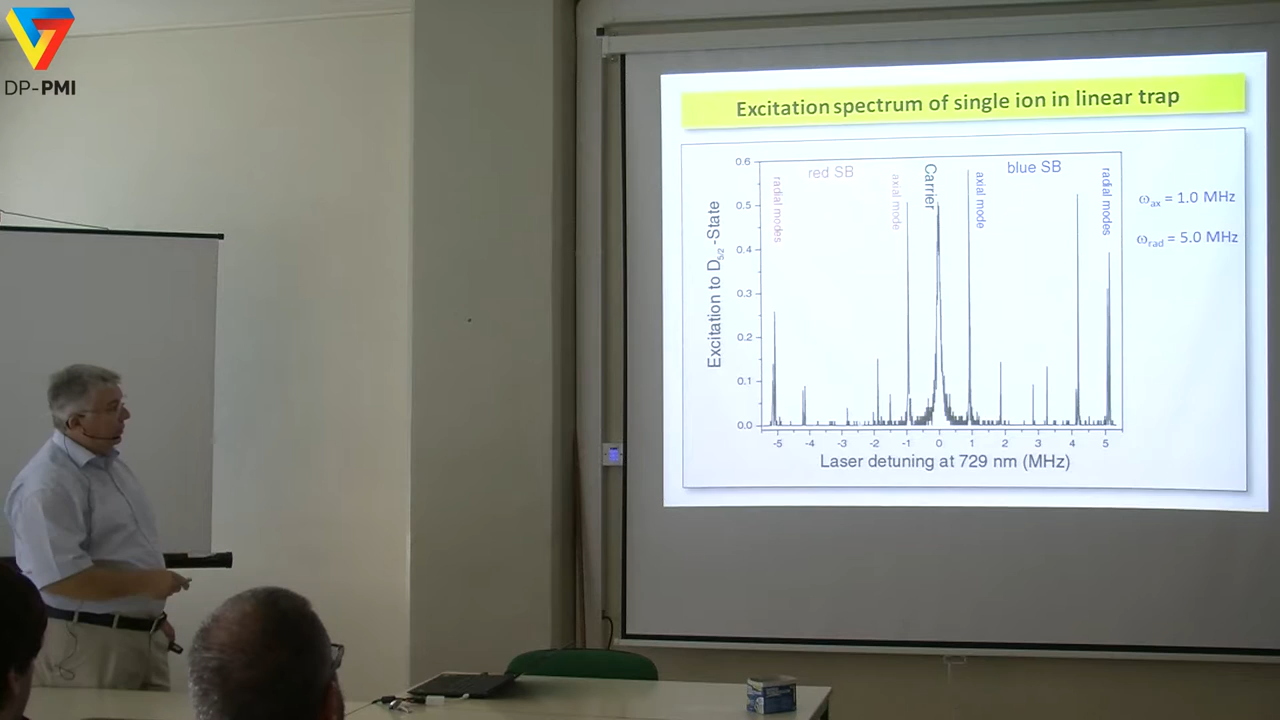 DP-PMI
Excitation spectrum of single ion in linear trap
Excitation to D5/2-State
0.6
0.5
0.4
0.3
0.2
0.1
0.0
radial modes
red SB
axial mode
Carrier
axial mode
blue SB
radial modes
ωax = 1.0 MHz
ωrad = 5.0 MHz
-5 -4 -3 -2 -1 0 1 2 3 4 5
Laser detuning at 729 nm (MHz)